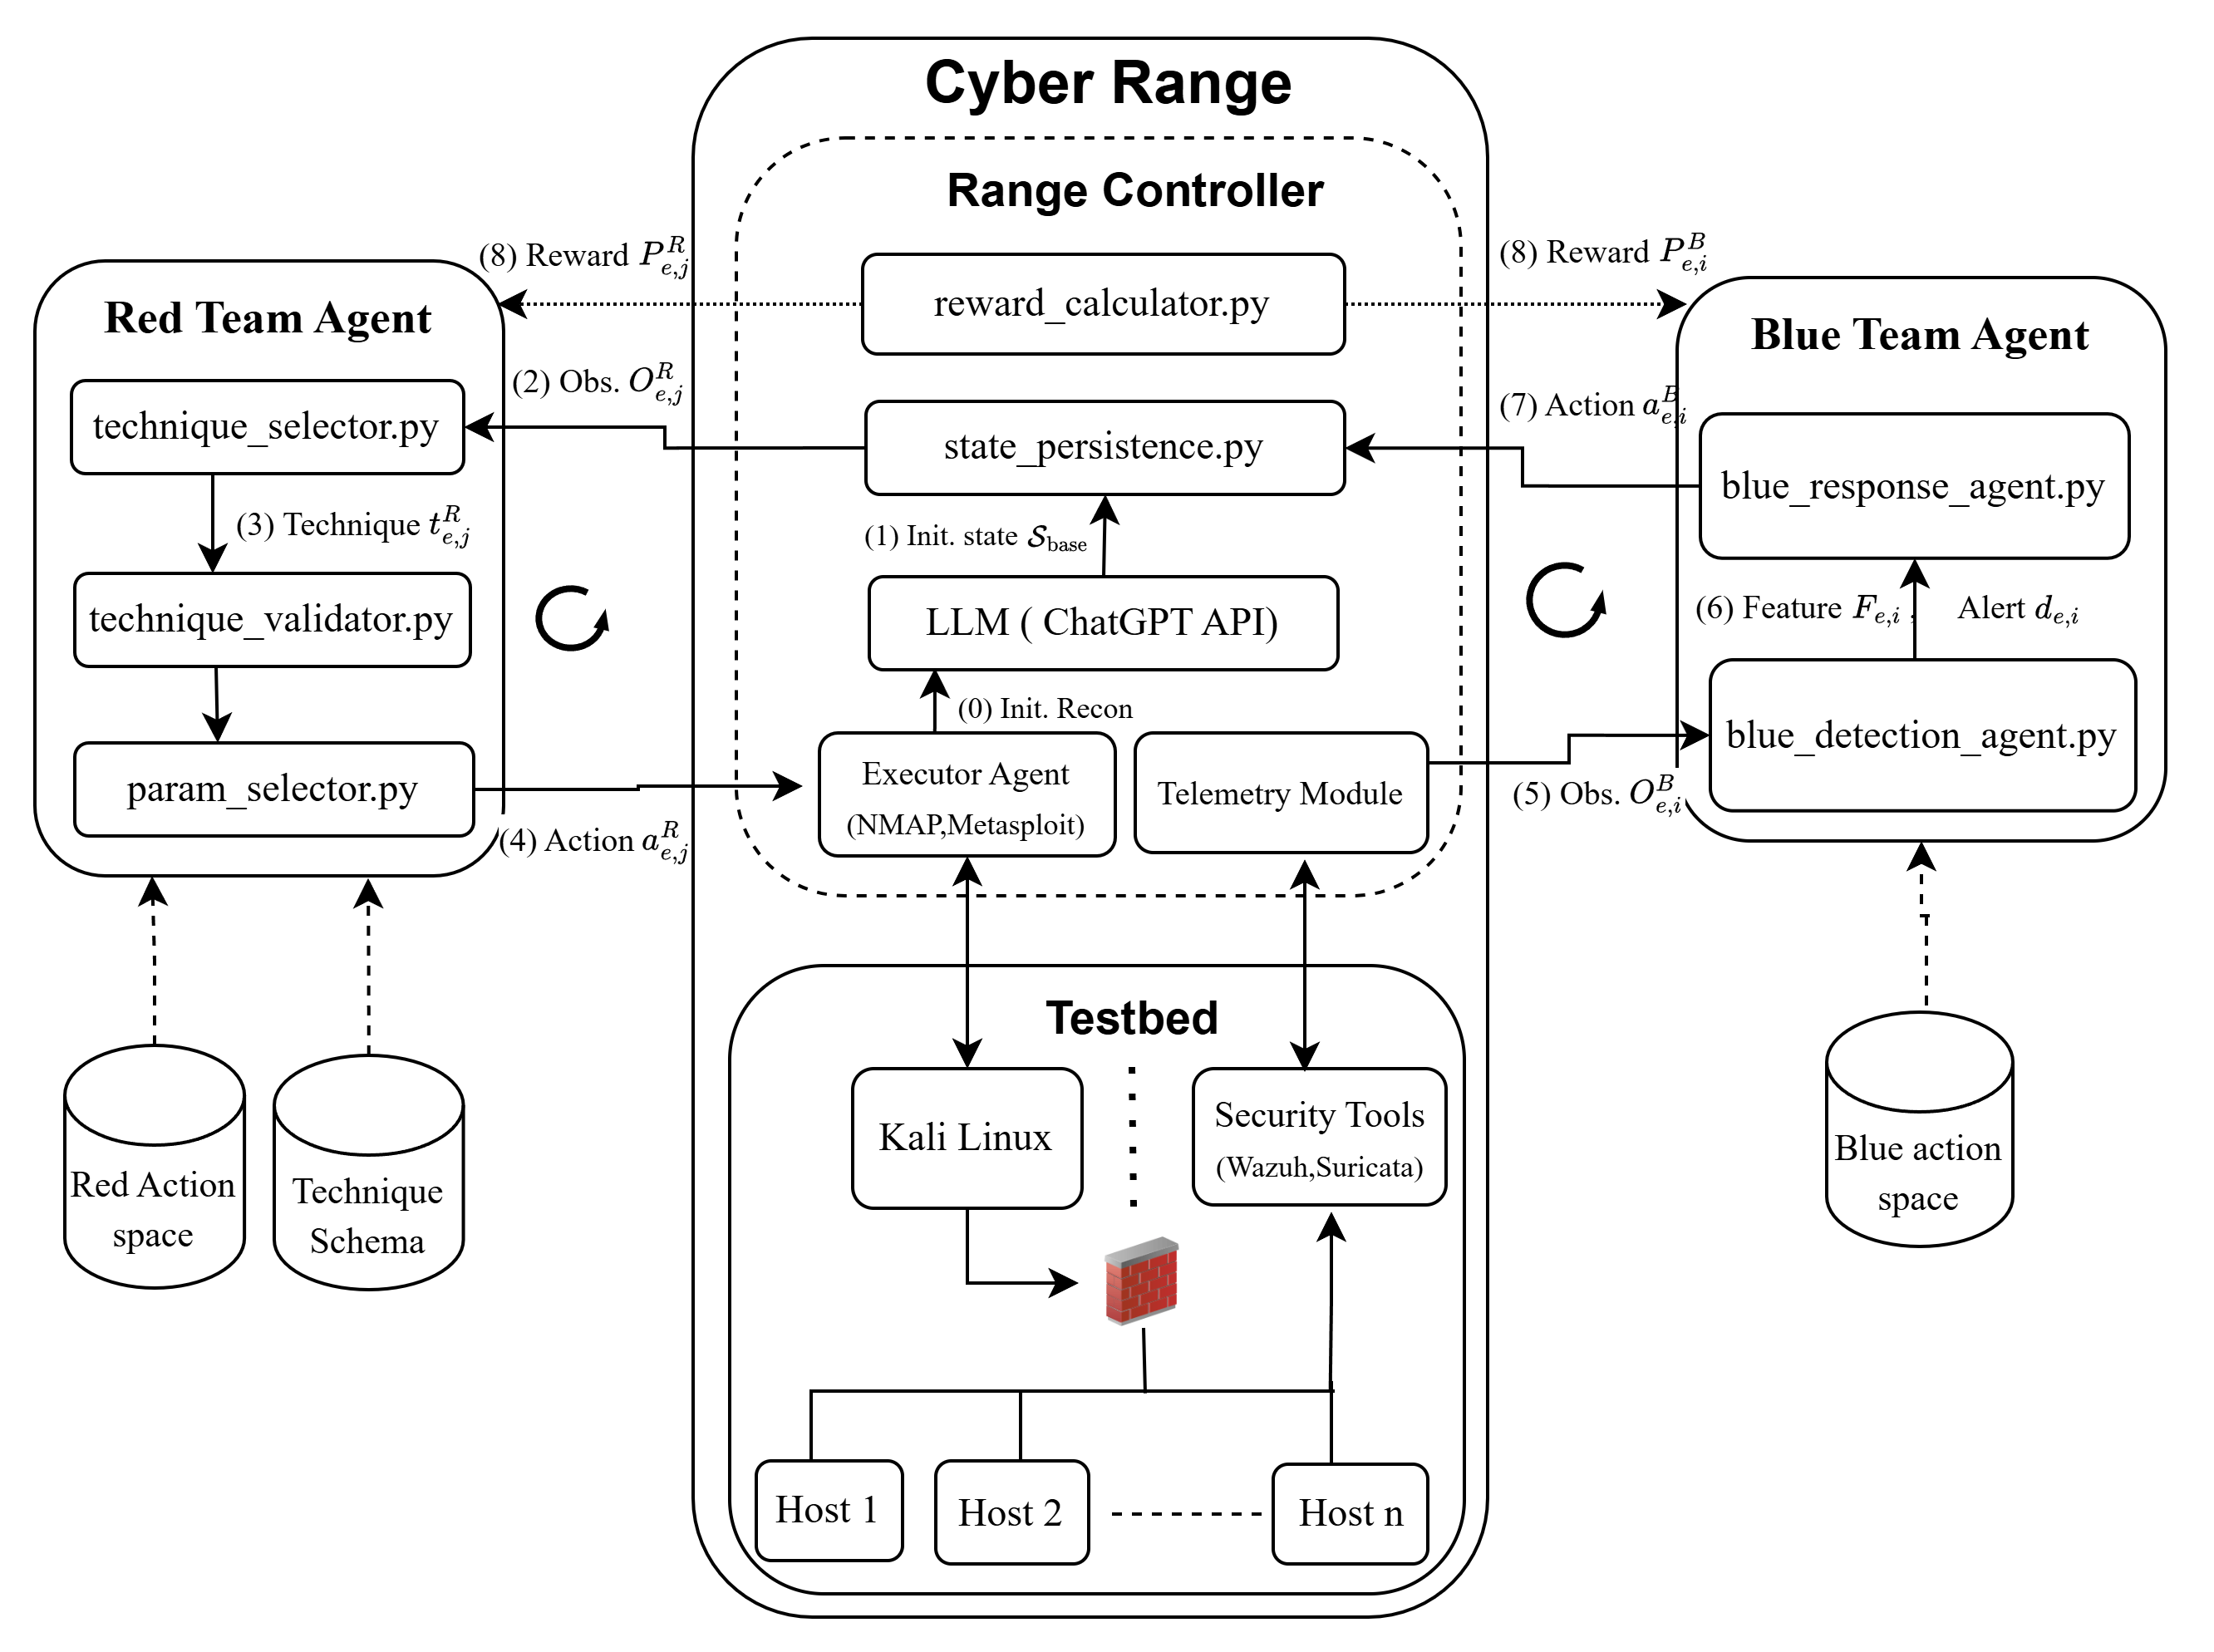 Cyber Range
Range Controller
(8) Reward P^R_{e,j}
reward_calculator.py
(8) Reward P^B_{e,i}
Red Team Agent
Blue Team Agent
(2) Obs. O^R_{e,j}
technique_selector.py
state_persistence.py
(7) Action a^B_{e,i}
blue_response_agent.py
(3) Technique t^R_{e,j}
(1) Init. state 𝒮_base
technique_validator.py
LLM ( ChatGPT API)
(6) Feature F_{e,i} ,
Alert d_{e,i}
(0) Init. Recon
blue_detection_agent.py
param_selector.py
Executor Agent
(NMAP,Metasploit)
Telemetry Module
(5) Obs. O^B_{e,i}
(4) Action a^R_{e,j}
Testbed
Kali Linux
Security Tools
(Wazuh,Suricata)
Red Action
space
Technique
Schema
Blue action
space
Host 1
Host 2
Host n